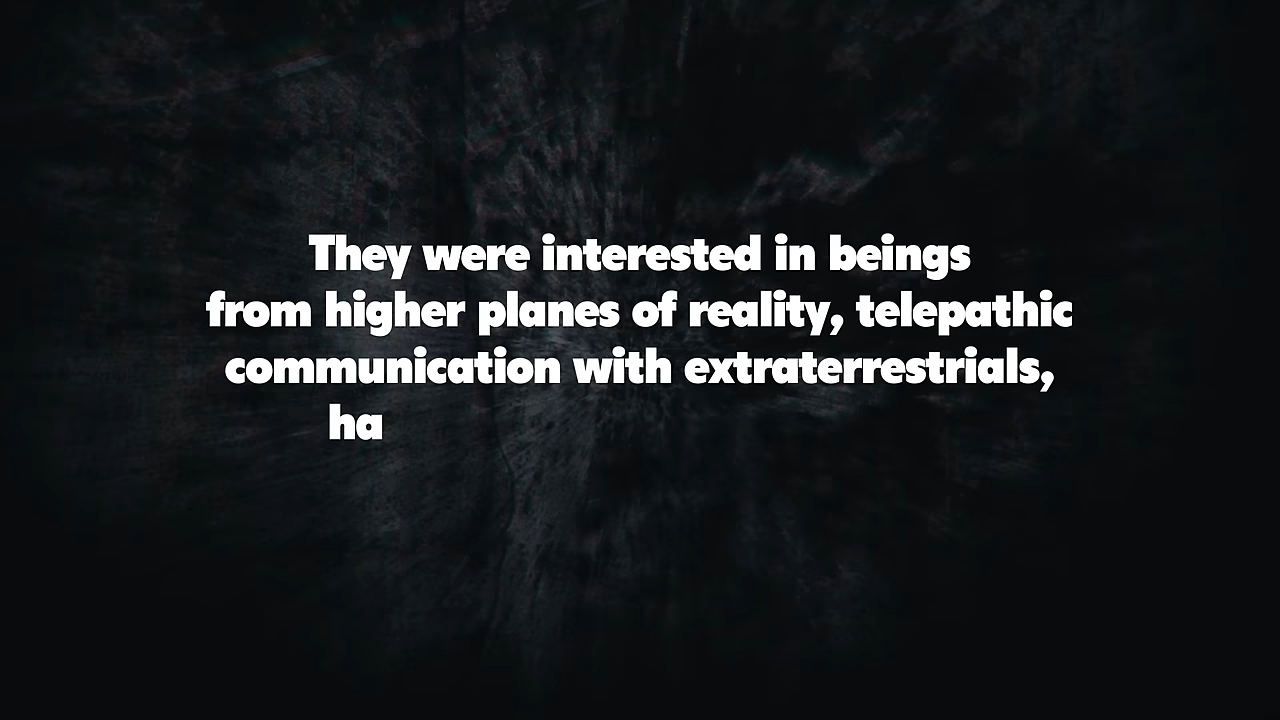 They were interested in beings
from higher planes of reality, telepathic
communication with extraterrestrials,
ha